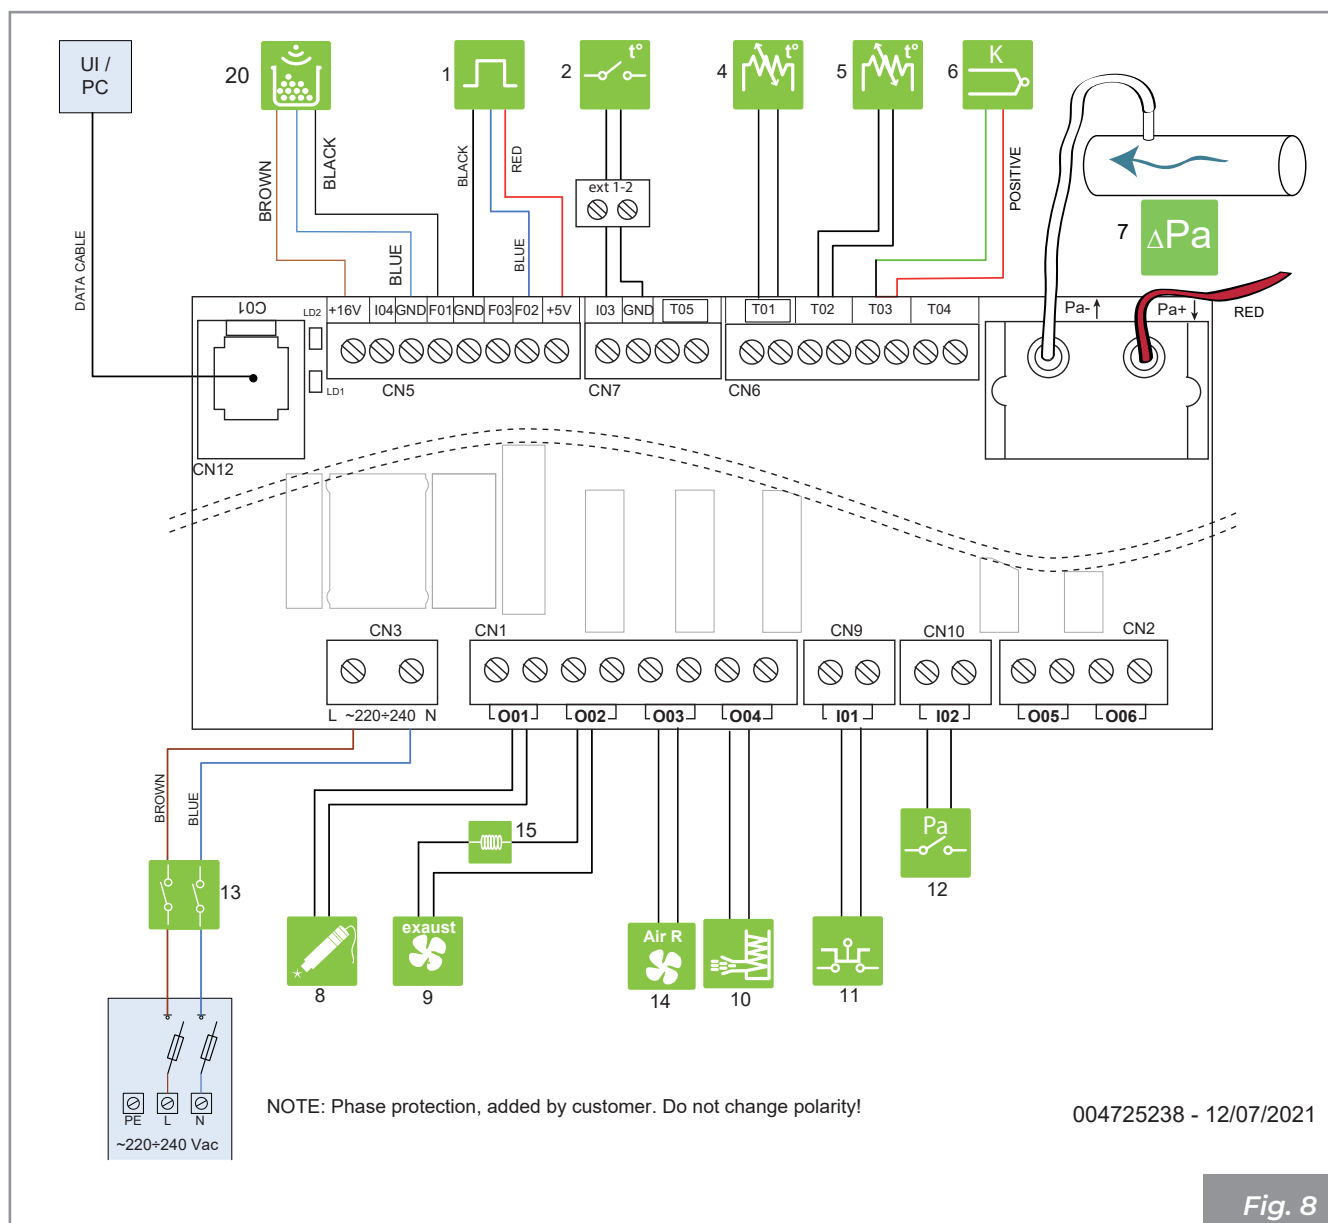 UI /
PC
20
1
2
t°
4
t°
5
t°
6
K
BROWN
BLACK
BLACK
RED
ext 1-2
POSITIVE
7
ΔPa
DATA CABLE
BLUE
BLUE
C01
LD2
+16V I04 GND F01 GND F03 F02 +5V
I03 GND T05
T01 T02 T03 T04
Pa-
Pa+
RED
LD1
CN5
CN7
CN6
CN12
CN3
CN1
CN9
CN10
CN2
L ~220÷240 N
O01
O02
O03
O04
I01
I02
O05
O06
BROWN
BLUE
15
Pa
13
12
exaust
Air R
8
9
14
10
11
PE
L
N
~220÷240 Vac
NOTE: Phase protection, added by customer. Do not change polarity!
004725238 - 12/07/2021
Fig. 8